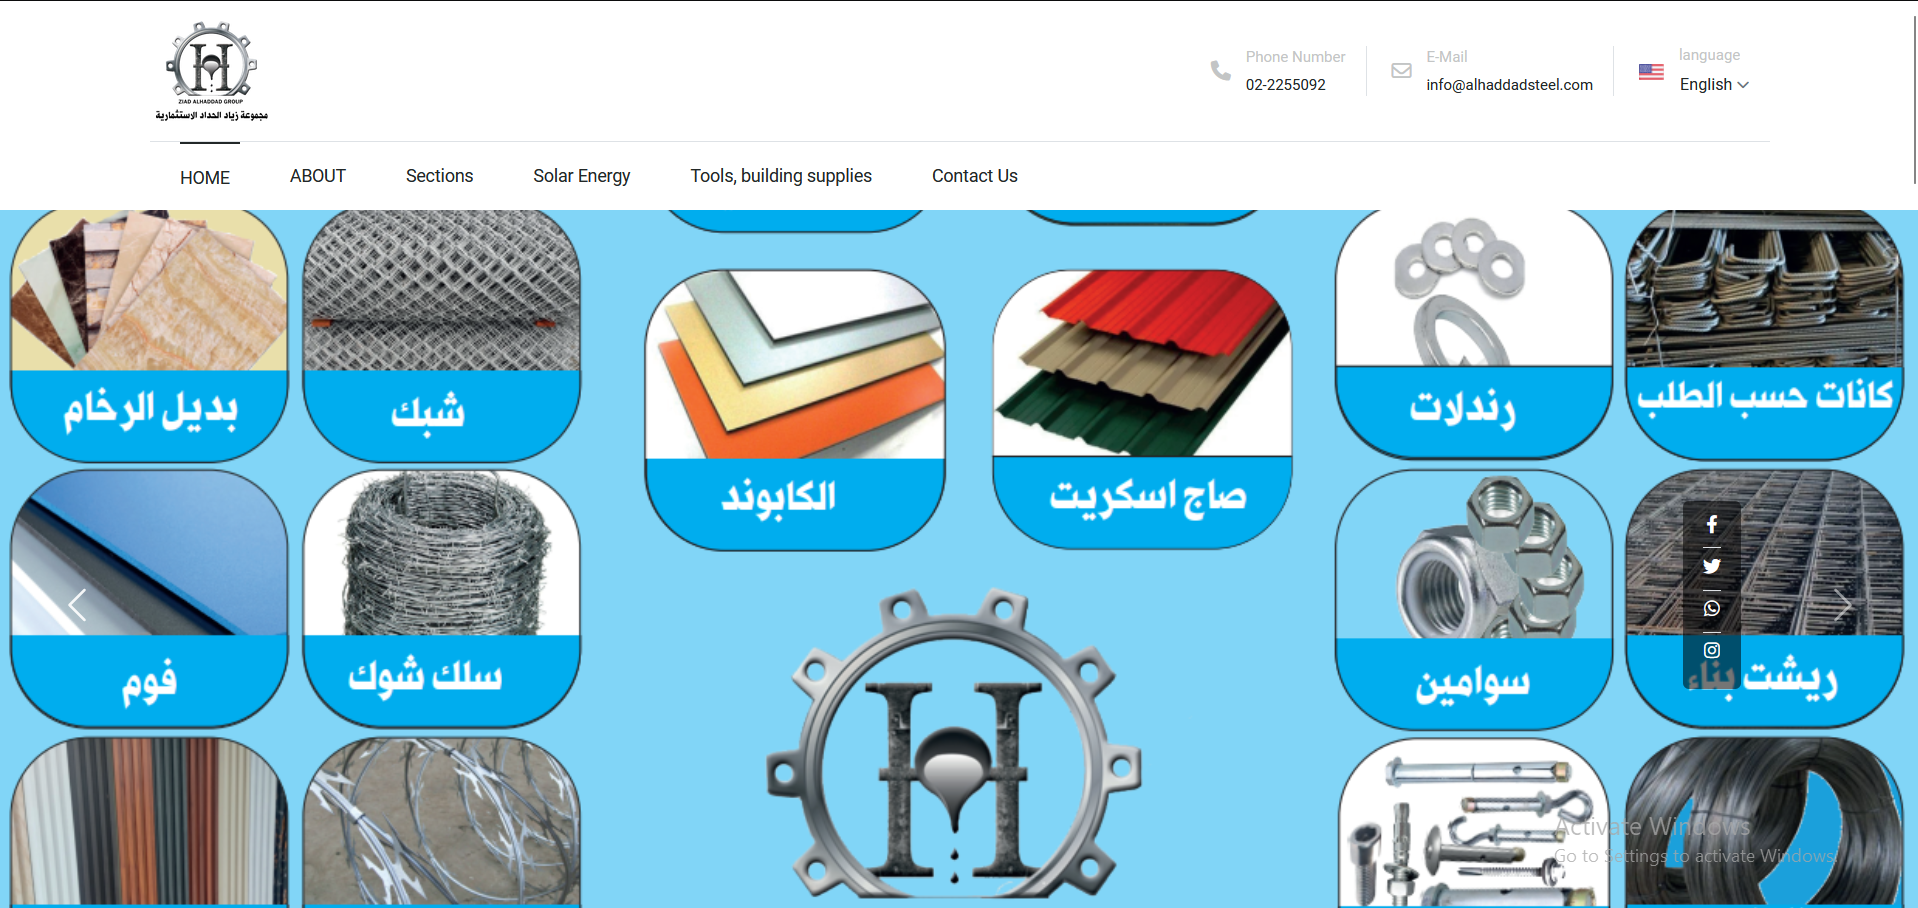 ZIAD ALHADDAD GROUP
مجموعة زياد الحداد الاستثمارية
Phone Number
02-2255092
E-Mail
info@alhaddadsteel.com
language
English
HOME
ABOUT
Sections
Solar Energy
Tools, building supplies
Contact Us
بديل الرخام
شبك
الكابوند
صاج اسكريت
رندلات
كانات حسب الطلب
فوم
سلك شوك
H
سوامين
ريشت بناء
Activate Windows
Go to Settings to activate Windows.